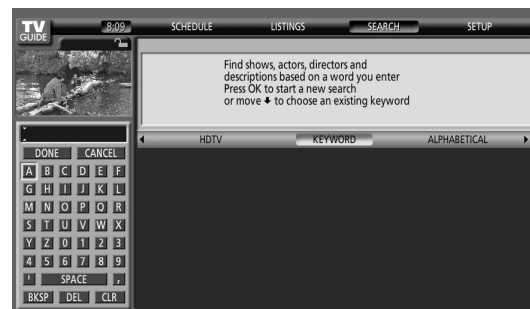 TV
GUIDE
8:09
SCHEDULE LISTINGS SEARCH SETUP
Find shows, actors, directors and
descriptions based on a word you enter
Press OK to start a new search
or move ↓ to choose an existing keyword
HDTV KEYWORD ALPHABETICAL
DONE CANCEL
A B C D E F
G H I J K L
M N O P Q R
S T U V W X
Y Z 0 1 2 3
4 5 6 7 8 9
' SPACE ,
BKSP DEL CLR